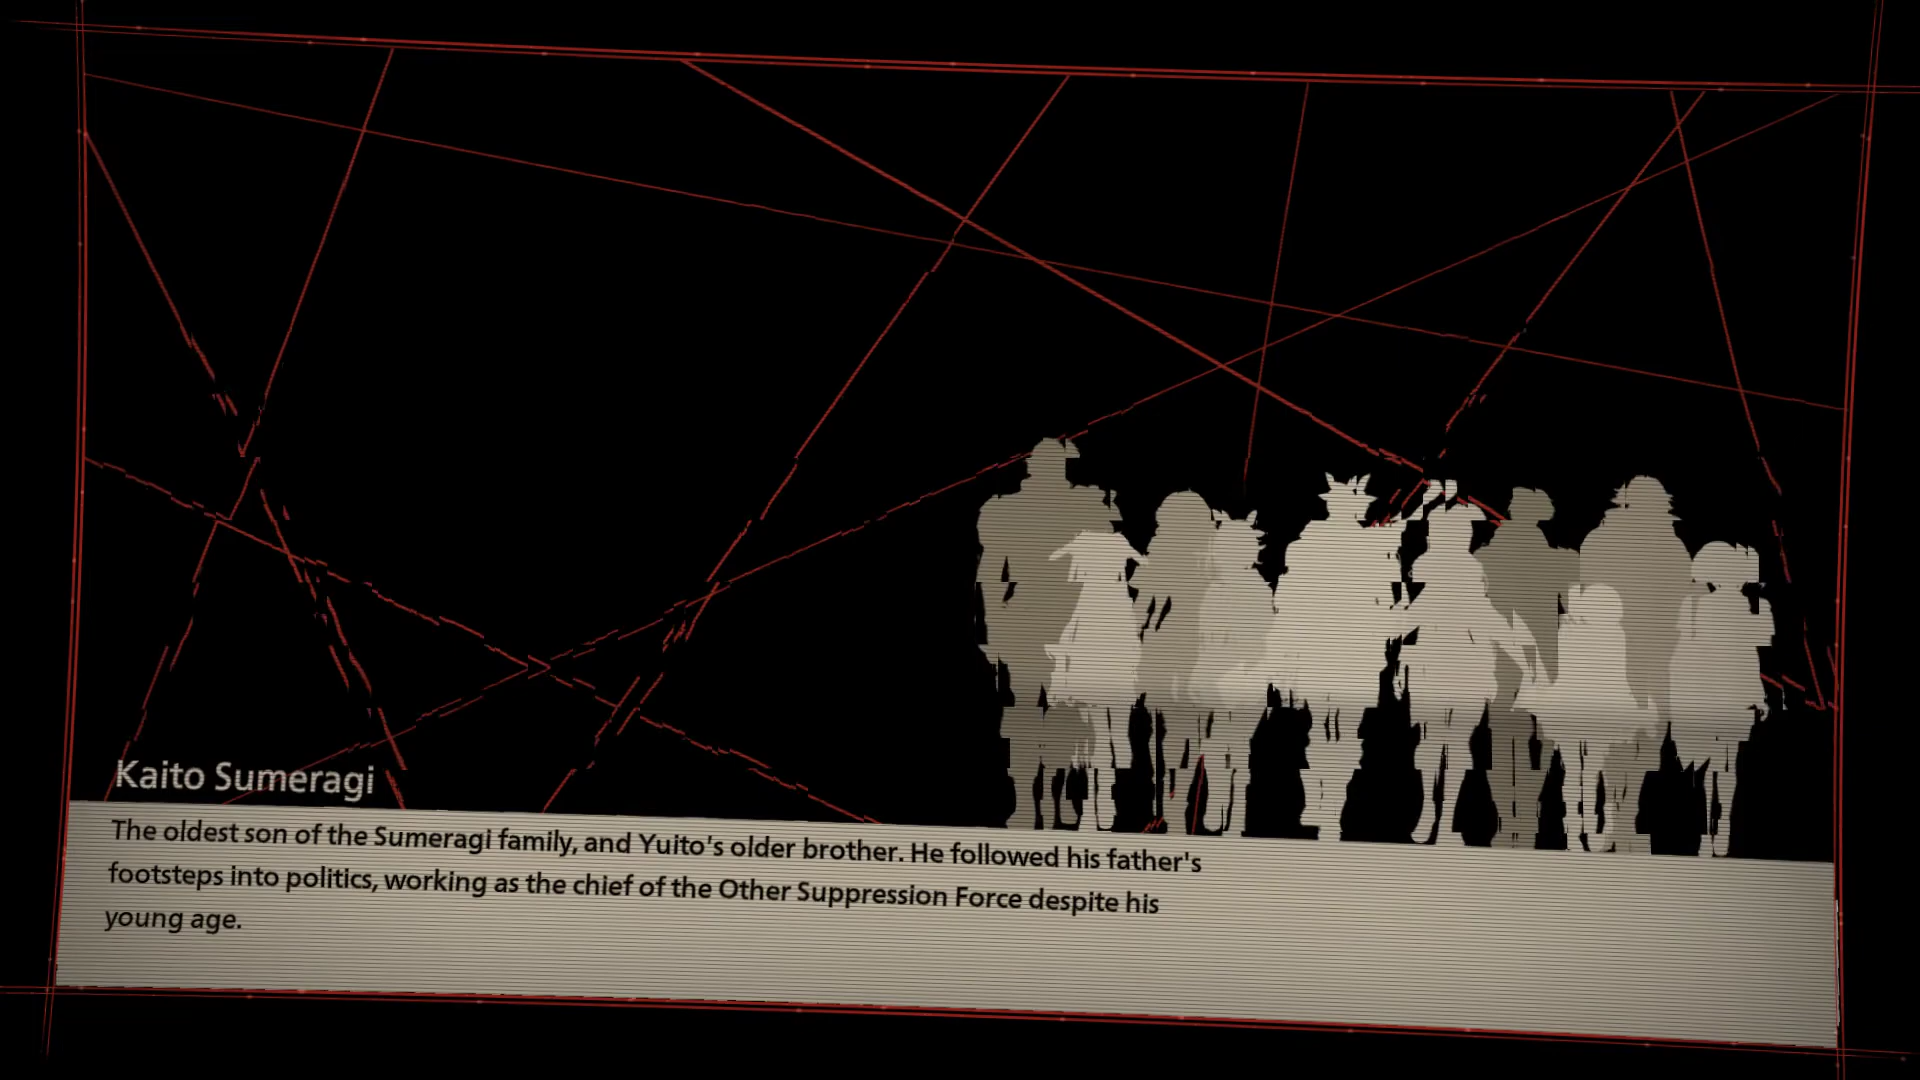 Kaito Sumeragi
The oldest son of the Sumeragi family, and Yuito's older brother. He followed his father's
footsteps into politics, working as the chief of the Other Suppression Force despite his
young age.